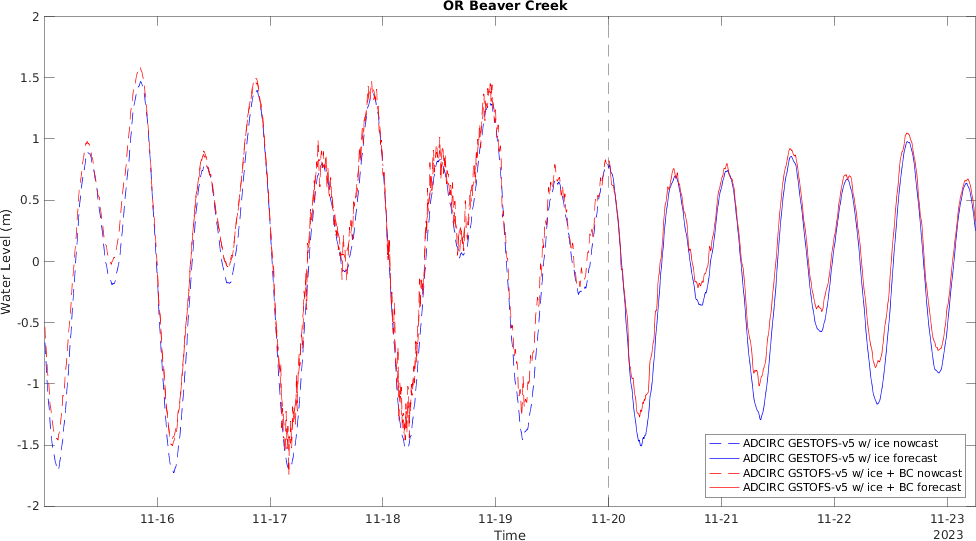 OR Beaver Creek
2
1.5
1
0.5
0
-0.5
-1
-1.5
-2
Water Level (m)
11-16 11-17 11-18 11-19 11-20 11-21 11-22 11-23
Time
2023
ADCIRC GESTOFS-v5 w/ ice nowcast
ADCIRC GESTOFS-v5 w/ ice forecast
ADCIRC GSTOFS-v5 w/ ice + BC nowcast
ADCIRC GSTOFS-v5 w/ ice + BC forecast